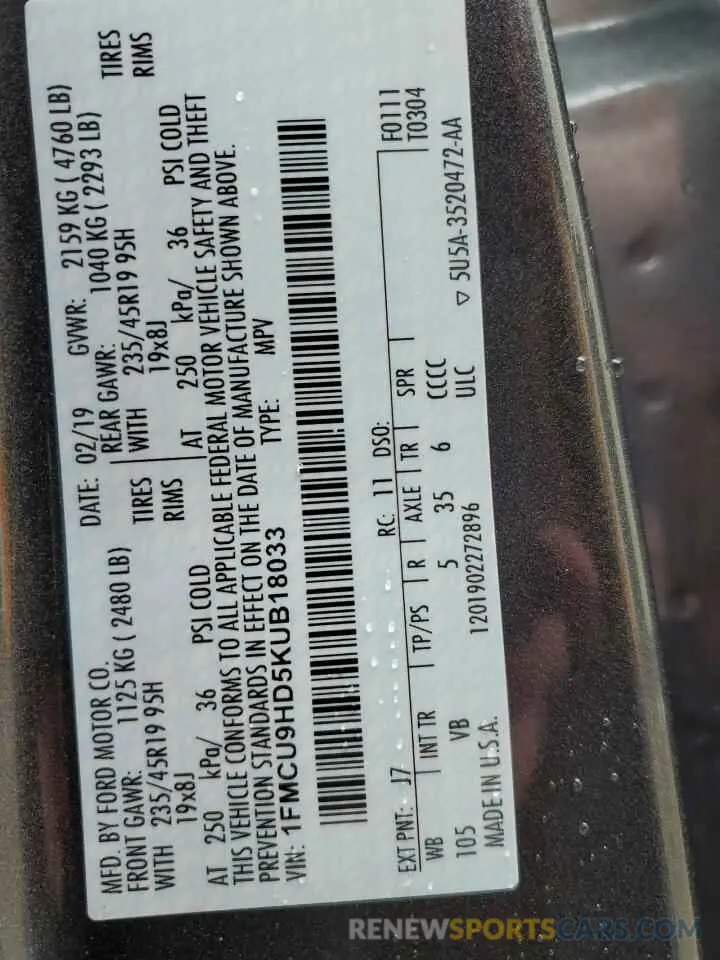 MFD. BY FORD MOTOR CO.
DATE: 02/19 GVWR: 2159 KG ( 4760 LB)
FRONT GAWR: 1125 KG ( 2480 LB)
REAR GAWR: 1040 KG ( 2293 LB)
WITH 235/45R19 95H TIRES
19x8J RIMS
AT 250 kPa/ 36 PSI COLD
WITH 235/45R19 95H TIRES
19x8J RIMS
AT 250 kPa/ 36 PSI COLD
THIS VEHICLE CONFORMS TO ALL APPLICABLE FEDERAL MOTOR VEHICLE SAFETY AND THEFT
PREVENTION STANDARDS IN EFFECT ON THE DATE OF MANUFACTURE SHOWN ABOVE.
VIN: 1FMCU9HD5KUB18033
TYPE: MPV
EXT PNT: J7 RC: 11 DSO: F0111
T0304
WB INT TR TP/PS R AXLE TR SPR
105 VB 5 35 6 CCCC
ULC
MADE IN U.S.A. 1201902272896 ▽ 5U5A-3520472-AA
RENEWSPORTSCARS.COM